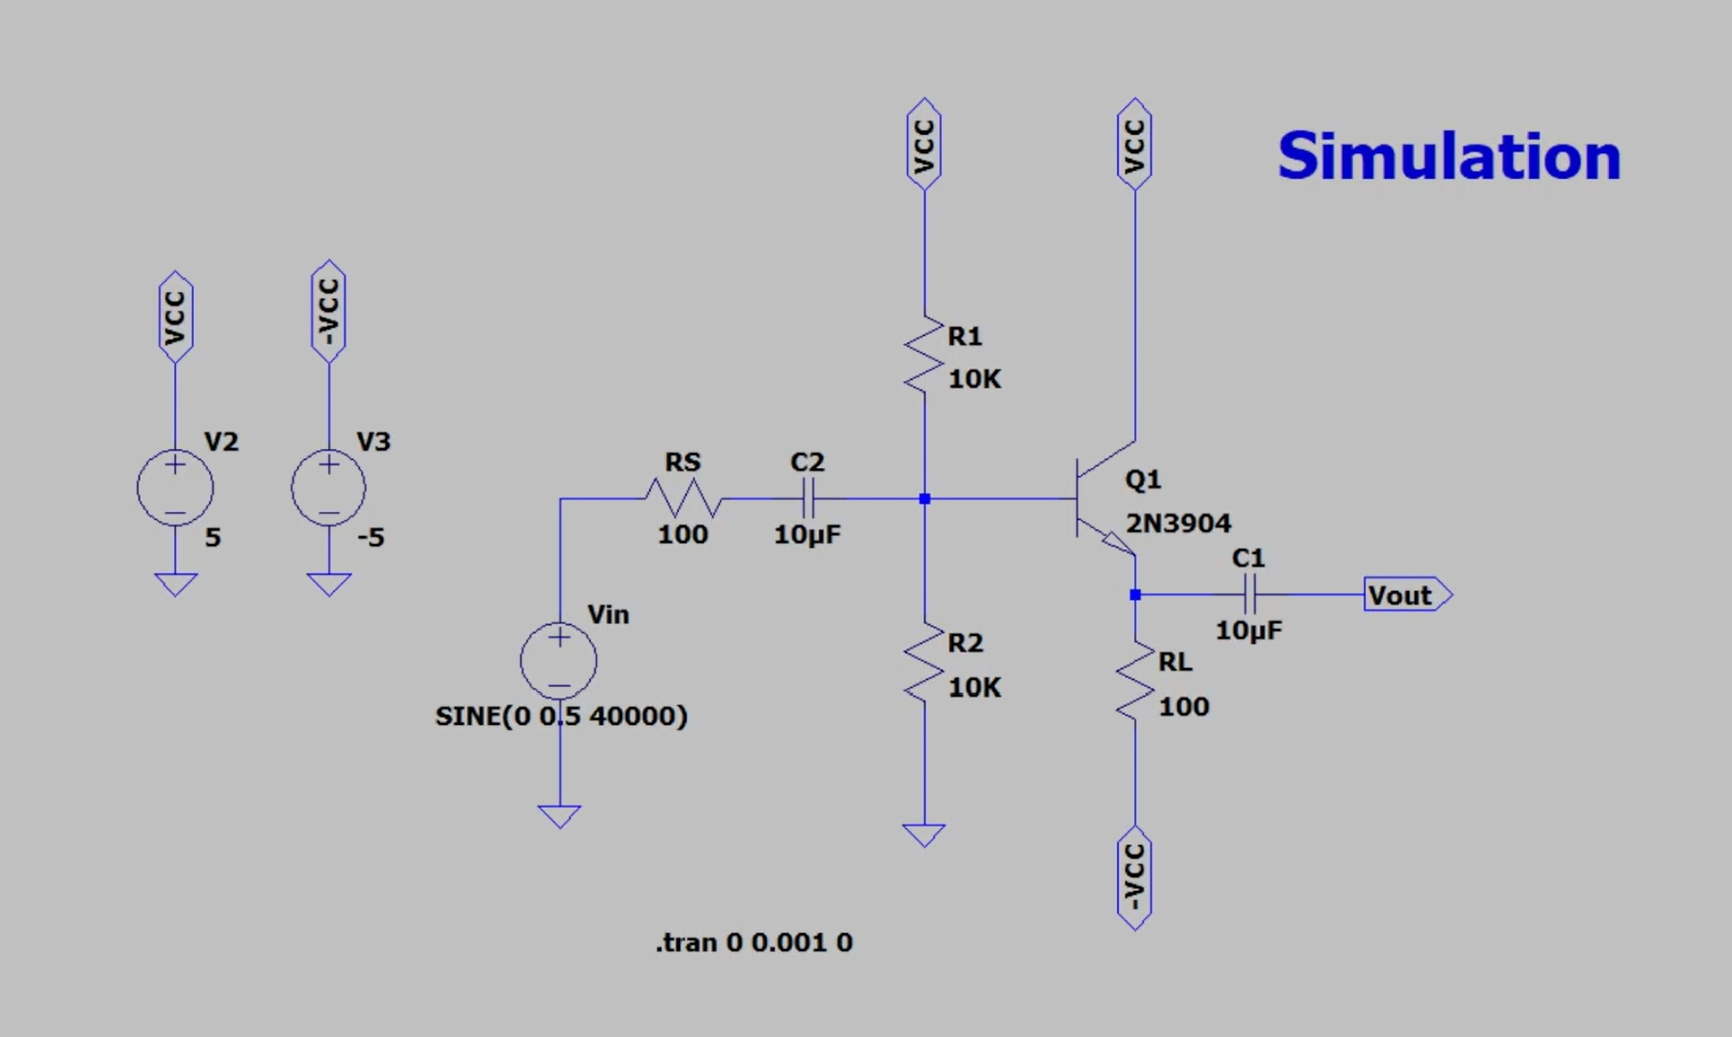 Simulation
VCC
VCC
VCC
-VCC
R1
10K
V2
V3
5
-5
RS
100
C2
10µF
Q1
2N3904
C1
10µF
Vout
Vin
SINE(0 0.5 40000)
R2
10K
RL
100
-VCC
.tran 0 0.001 0
+
−
+
−
+
−